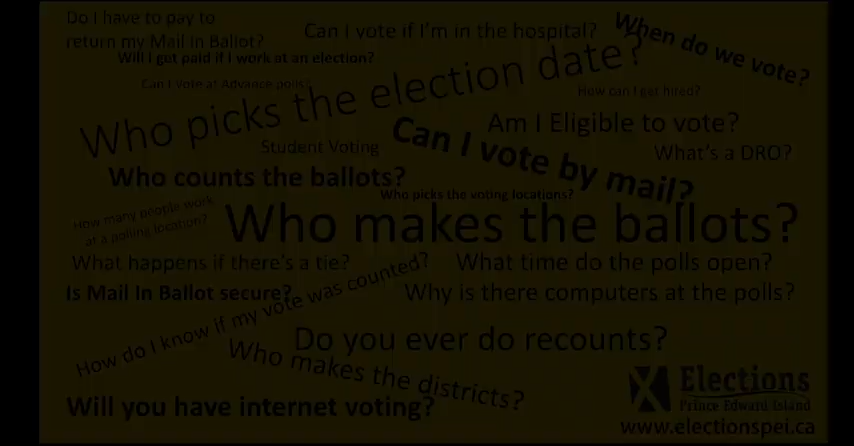 Do I have to pay to
return my Mail in Ballot?
Can I vote if I'm in the hospital?
When do we vote?
Will I get paid if I work at an election?
Can I Vote at Advance polls?
Who picks the election date?
How can I get hired?
Am I Eligible to vote?
Student Voting
Can I vote by mail?
What's a DRO?
Who counts the ballots?
Who picks the voting locations?
How many people work
at a polling location?
Who makes the ballots?
What happens if there's a tie?
What time do the polls open?
Is Mail In Ballot secure?
Why is there computers at the polls?
How do I know if my vote was counted?
Do you ever do recounts?
Who makes the districts?
Will you have internet voting?
Elections
Prince Edward Island
www.electionspei.ca